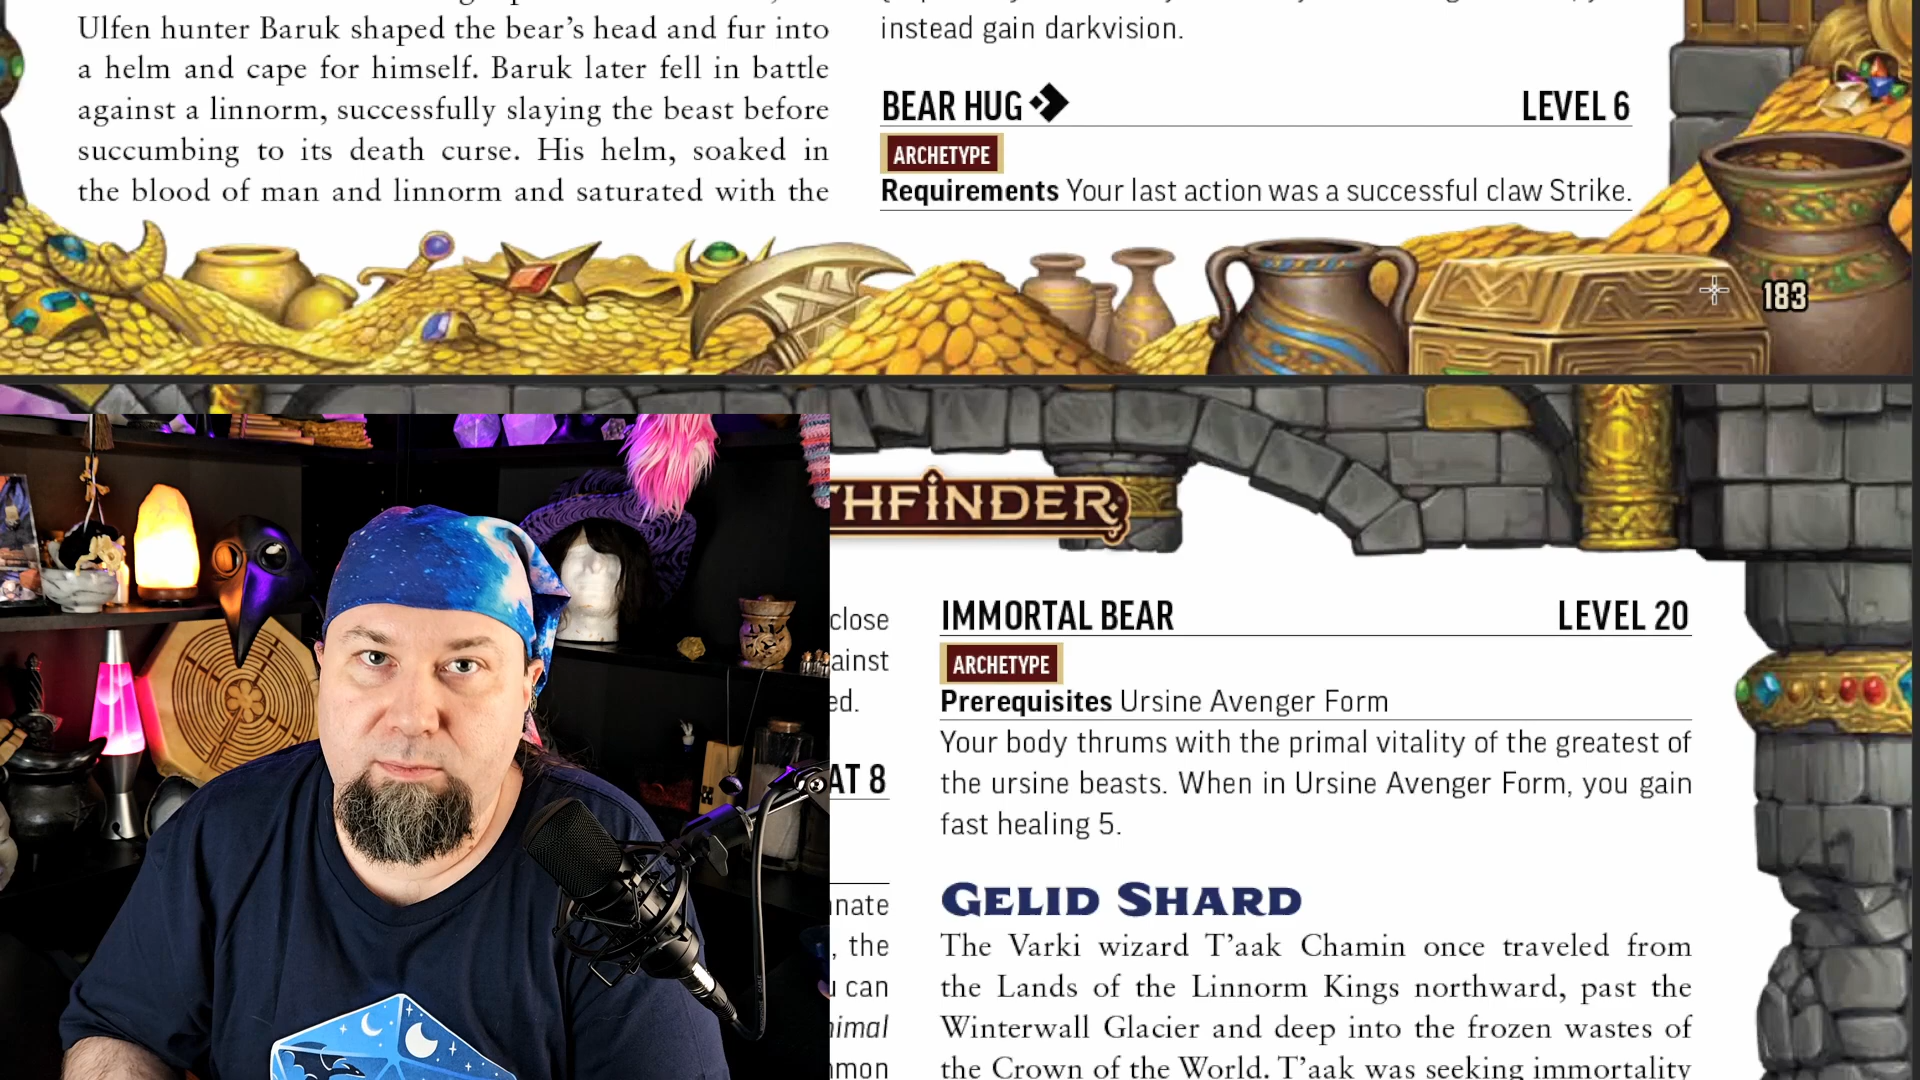 Ulfen hunter Baruk shaped the bear's head and fur into
a helm and cape for himself. Baruk later fell in battle
against a linnorm, successfully slaying the beast before
succumbing to its death curse. His helm, soaked in
the blood of man and linnorm and saturated with the
instead gain darkvision.
BEAR HUG LEVEL 6
ARCHETYPE
Requirements Your last action was a successful claw Strike.
183
THFINDER
close
ainst
ed.
AT 8
nate
, the
can
nimal
mmon
IMMORTAL BEAR LEVEL 20
ARCHETYPE
Prerequisites Ursine Avenger Form
Your body thrums with the primal vitality of the greatest of
the ursine beasts. When in Ursine Avenger Form, you gain
fast healing 5.
GELID SHARD
The Varki wizard T'aak Chamin once traveled from
the Lands of the Linnorm Kings northward, past the
Winterwall Glacier and deep into the frozen wastes of
the Crown of the World. T'aak was seeking immortality